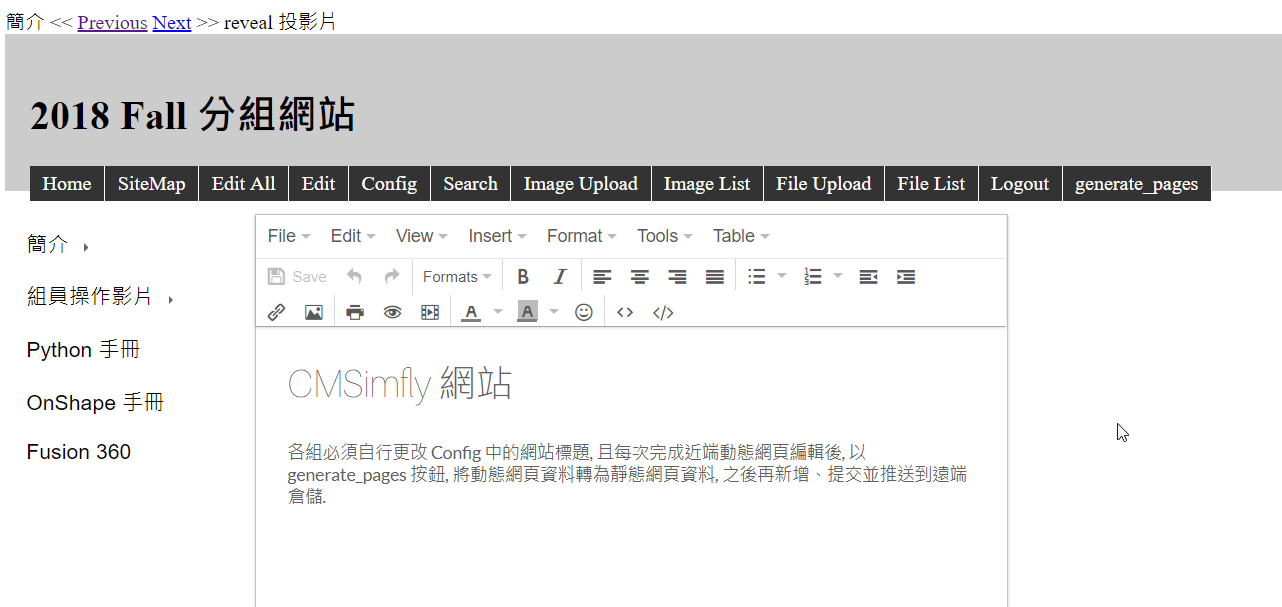 簡介 << Previous Next >> reveal 投影片
2018 Fall 分組網站
Home SiteMap Edit All Edit Config Search Image Upload Image List File Upload File List Logout generate_pages
簡介
組員操作影片
Python 手冊
OnShape 手冊
Fusion 360
File Edit View Insert Format Tools Table
Save Formats B I
A A
CMSimfly 網站
各組必須自行更改 Config 中的網站標題, 且每次完成近端動態網頁編輯後, 以
generate_pages 按鈕, 將動態網頁資料轉為靜態網頁資料, 之後再新增、提交並推送到遠端
倉儲.